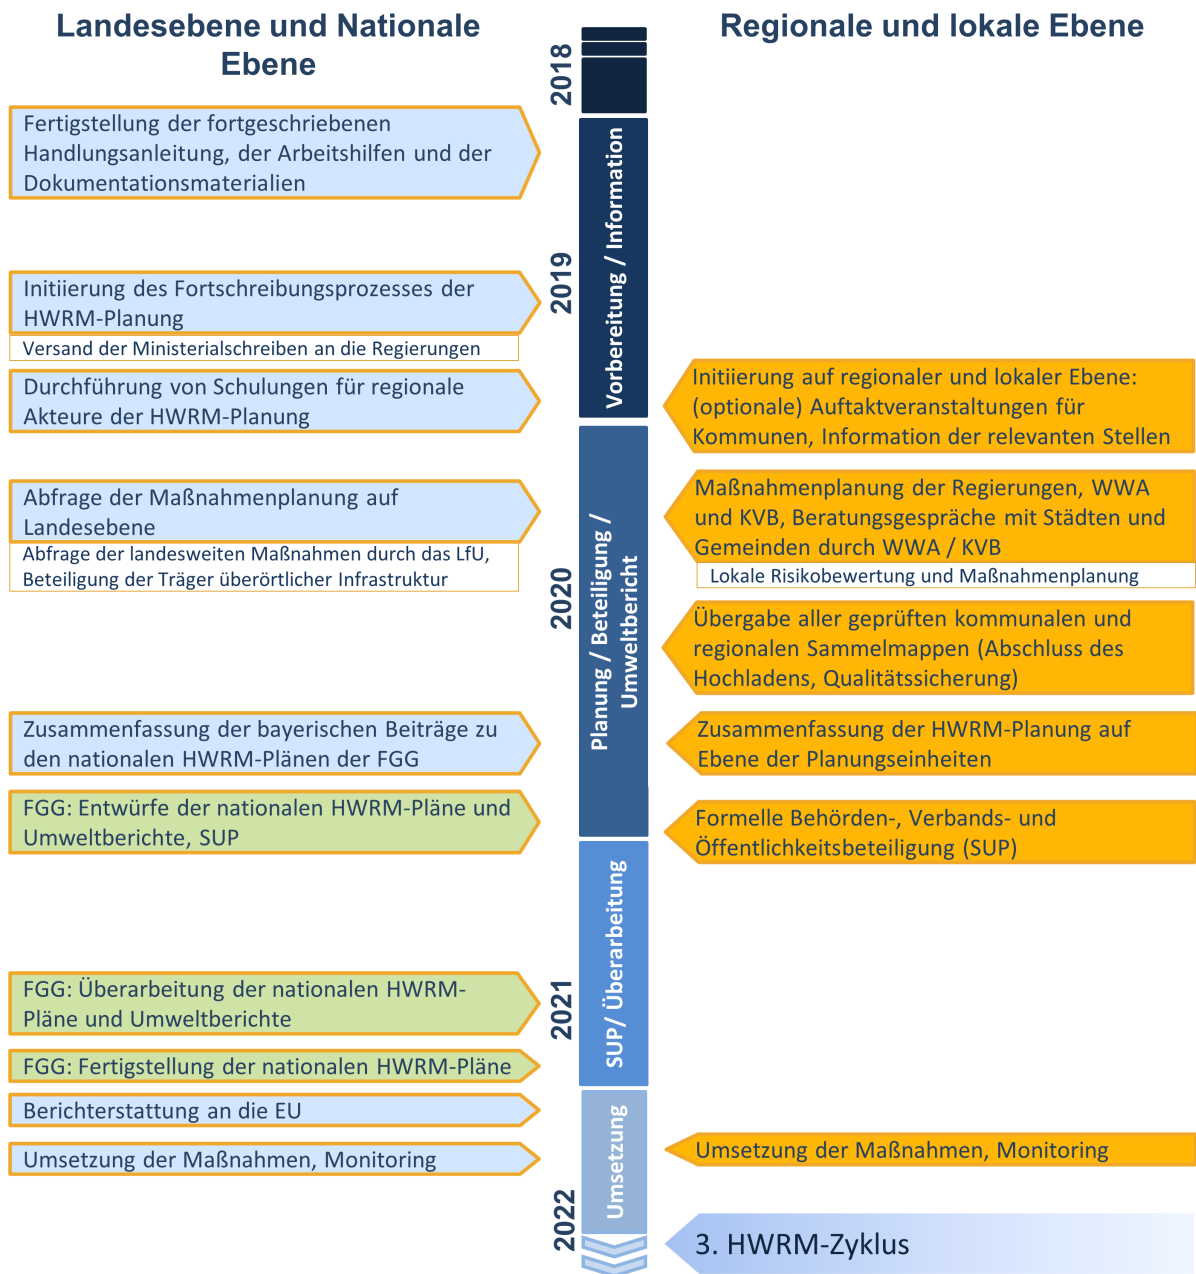 Landesebene und Nationale
Ebene
Fertigstellung der fortgeschriebenen
Handlungsanleitung, der Arbeitshilfen und der
Dokumentationsmaterialien
Initiierung des Fortschreibungsprozesses der
HWRM-Planung
Versand der Ministerialschreiben an die Regierungen
Durchführung von Schulungen für regionale
Akteure der HWRM-Planung
Abfrage der Maßnahmenplanung auf
Landesebene
Abfrage der landesweiten Maßnahmen durch das LfU,
Beteiligung der Träger überörtlicher Infrastruktur
Zusammenfassung der bayerischen Beiträge zu
den nationalen HWRM-Plänen der FGG
FGG: Entwürfe der nationalen HWRM-Pläne und
Umweltberichte, SUP
FGG: Überarbeitung der nationalen HWRM-
Pläne und Umweltberichte
FGG: Fertigstellung der nationalen HWRM-Pläne
Berichterstattung an die EU
Umsetzung der Maßnahmen, Monitoring
2018
2019
2020
2021
2022
Vorbereitung / Information
Planung / Beteiligung /
Umweltbericht
SUP/ Überarbeitung
Umsetzung
Regionale und lokale Ebene
Initiierung auf regionaler und lokaler Ebene:
(optionale) Auftaktveranstaltungen für
Kommunen, Information der relevanten Stellen
Maßnahmenplanung der Regierungen, WWA
und KVB, Beratungsgespräche mit Städten und
Gemeinden durch WWA / KVB
Lokale Risikobewertung und Maßnahmenplanung
Übergabe aller geprüften kommunalen und
regionalen Sammelmappen (Abschluss des
Hochladens, Qualitätssicherung)
Zusammenfassung der HWRM-Planung auf
Ebene der Planungseinheiten
Formelle Behörden-, Verbands- und
Öffentlichkeitsbeteiligung (SUP)
Umsetzung der Maßnahmen, Monitoring
3. HWRM-Zyklus